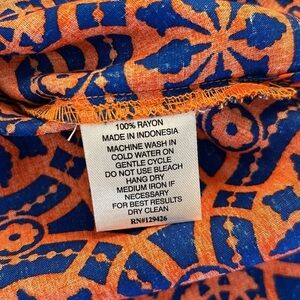 100% RAYON
MADE IN INDONESIA
MACHINE WASH IN
COLD WATER ON
GENTLE CYCLE
DO NOT USE BLEACH
HANG DRY
MEDIUM IRON IF
NECESSARY
FOR BEST RESULTS
DRY CLEAN
RN#129426